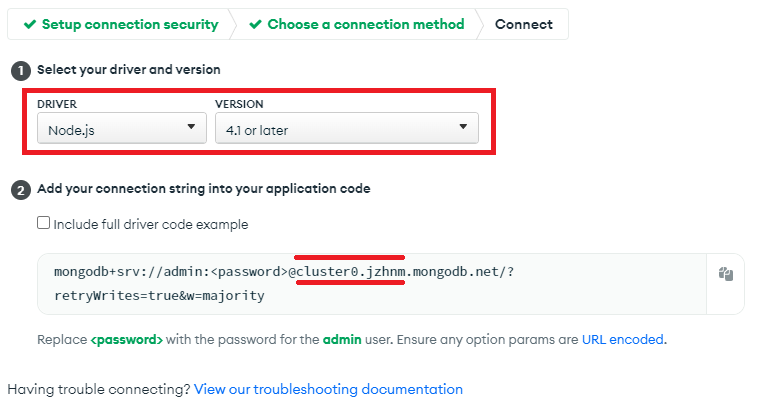 Setup connection security Choose a connection method Connect
1 Select your driver and version
DRIVER VERSION
Node.js 4.1 or later
2 Add your connection string into your application code
Include full driver code example
mongodb+srv://admin:<password>@cluster0.jzhnm.mongodb.net/?
retryWrites=true&w=majority
Replace <password> with the password for the admin user. Ensure any option params are URL encoded.
Having trouble connecting? View our troubleshooting documentation